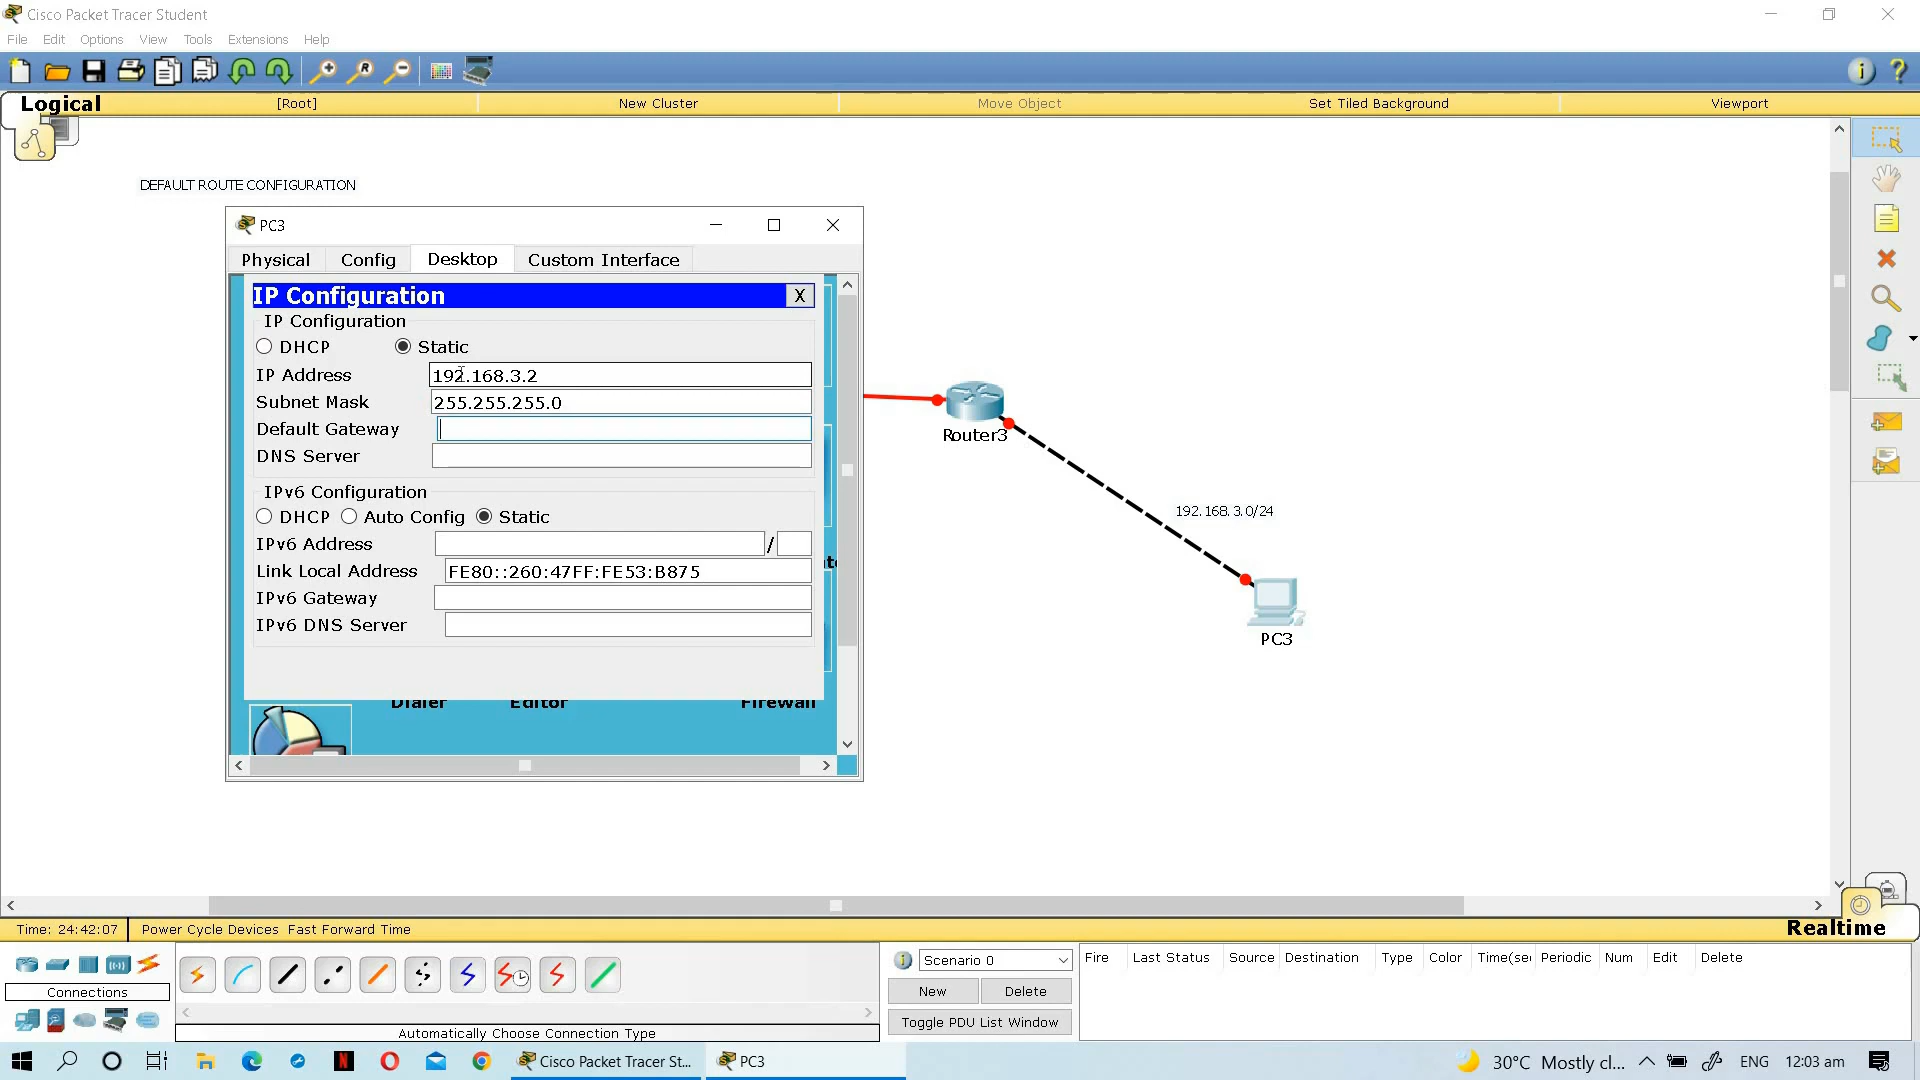 Cisco Packet Tracer Student
File Edit Options View Tools Extensions Help
Logical [Root] New Cluster Move Object Set Tiled Background Viewport
DEFAULT ROUTE CONFIGURATION
PC3
Physical Config Desktop Custom Interface
IP Configuration X
IP Configuration
DHCP Static
IP Address 192.168.3.2
Subnet Mask 255.255.255.0
Default Gateway
DNS Server
IPv6 Configuration
DHCP Auto Config Static
IPv6 Address /
Link Local Address FE80::260:47FF:FE53:B875
IPv6 Gateway
IPv6 DNS Server
Dialer Editor Firewall
Router3
192.168.3.0/24
PC3
Time: 24:42:07 Power Cycle Devices Fast Forward Time Realtime
Connections
Automatically Choose Connection Type
Scenario 0
New Delete
Toggle PDU List Window
Fire Last Status Source Destination Type Color Time(se Periodic Num Edit Delete
Cisco Packet Tracer St... PC3 30°C Mostly cl... ENG 12:03 am